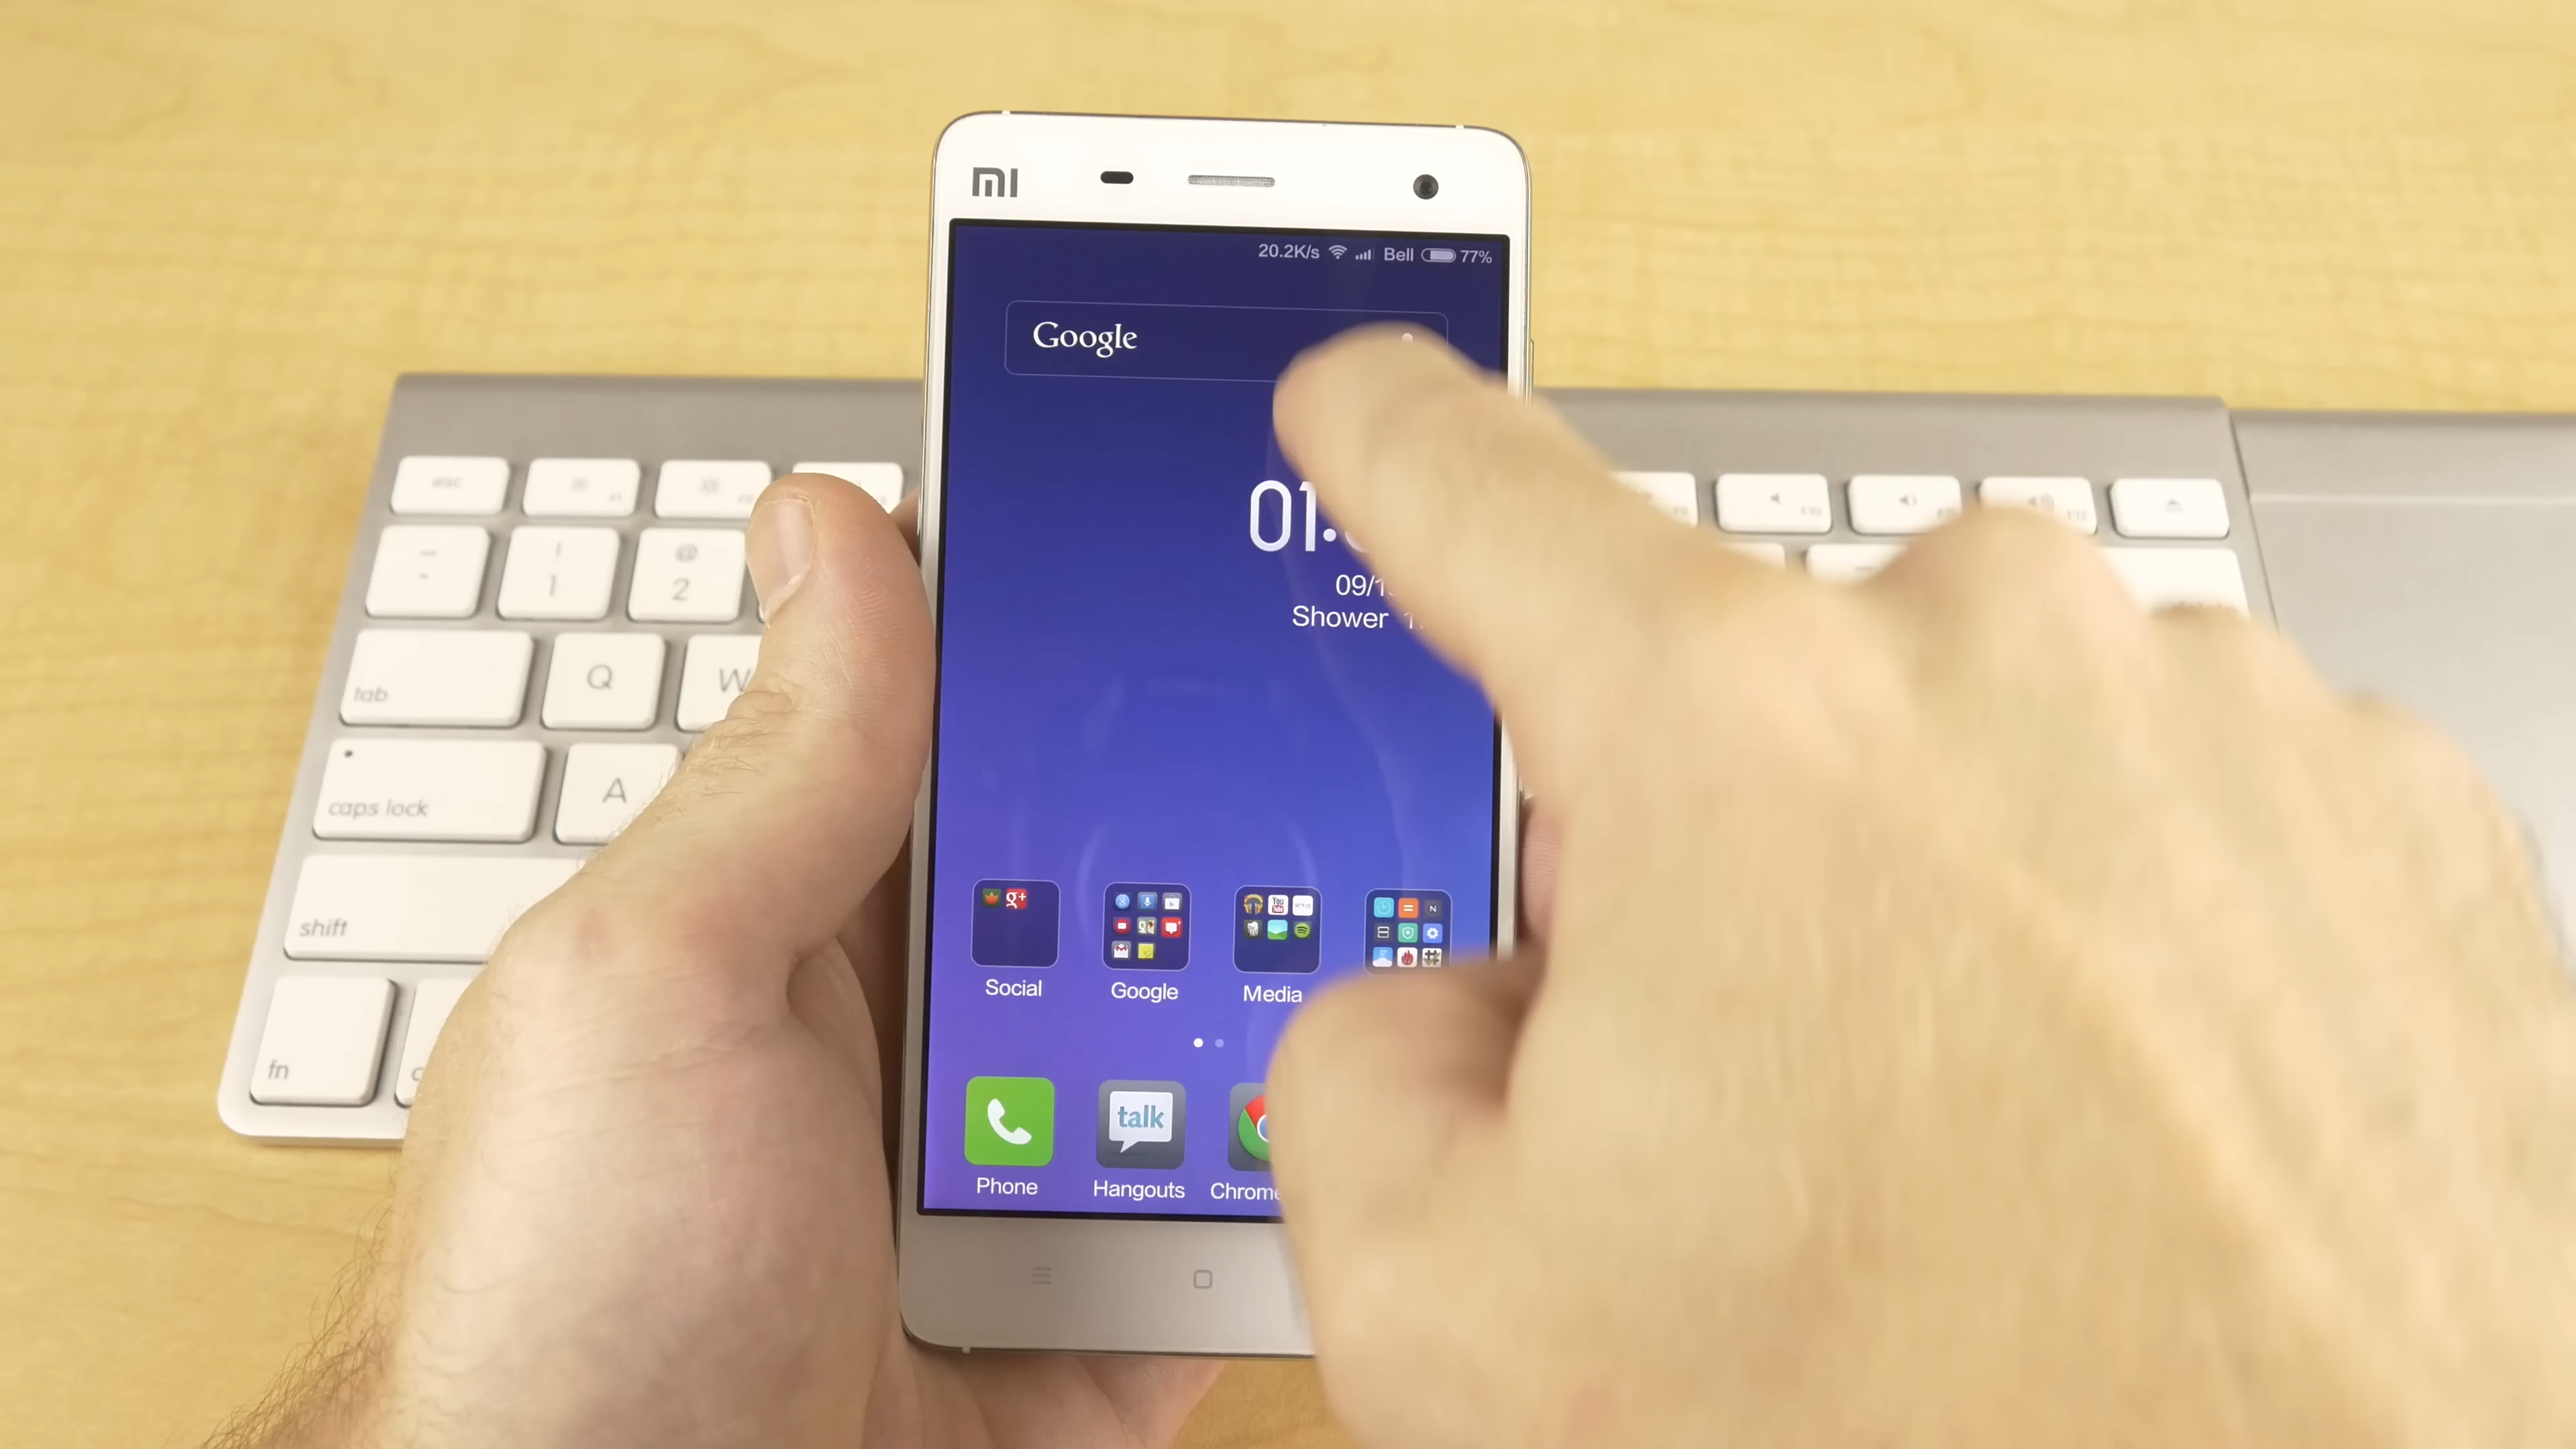 MI
20.2K/s Bell 77%
Google
01:
09/1
Shower
Social Google Media
talk
Phone Hangouts Chrome
esc
! 1
@ 2
tab Q W
caps lock A
shift
fn